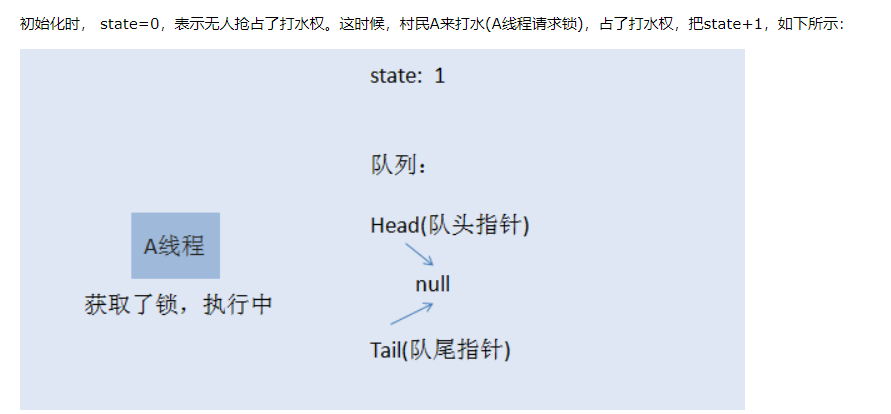 初始化时， state=0，表示无人抢占了打水权。这时候，村民A来打水(A线程请求锁)，占了打水权，把state+1，如下所示：
state: 1
队列：
Head(队头指针)
A线程
null
获取了锁，执行中
Tail(队尾指针)